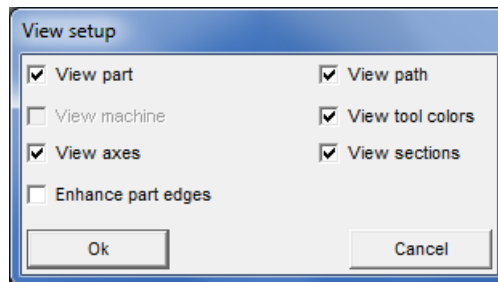 View setup
View part
View path
View machine
View tool colors
View axes
View sections
Enhance part edges
Ok
Cancel